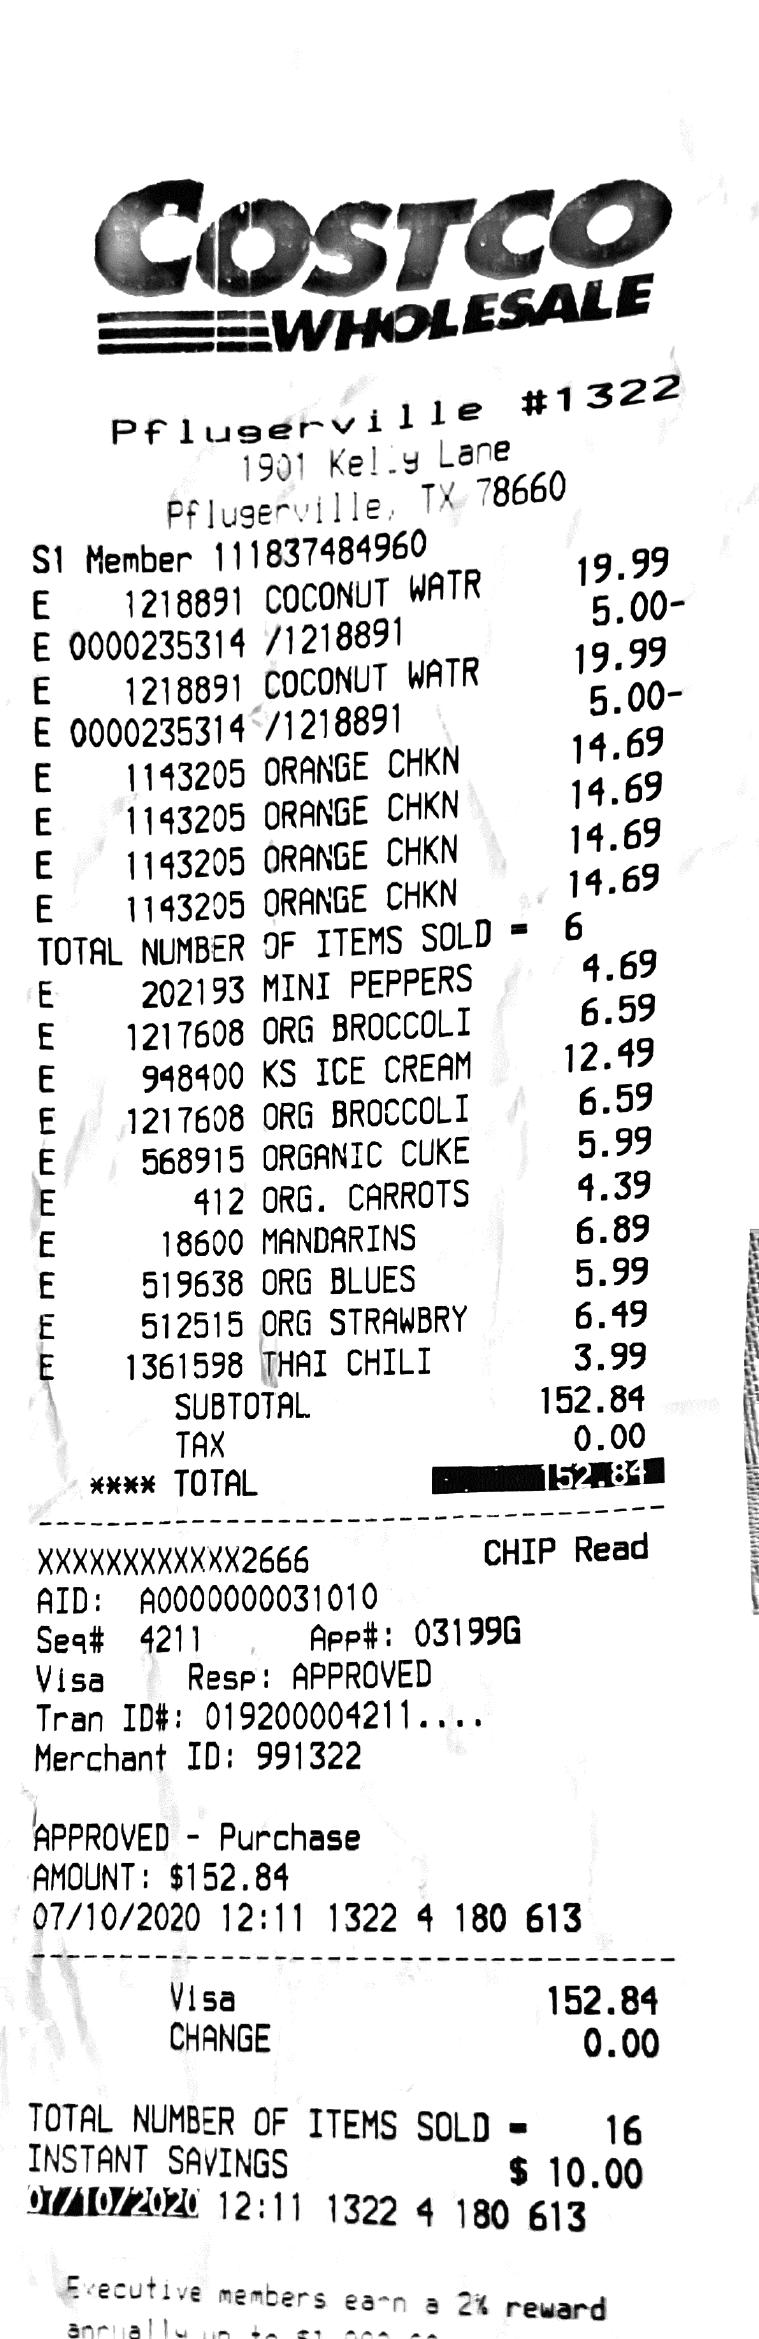 COSTCO
WHOLESALE
Pflugerville #1322
1901 Kelly Lane
Pflugerville, TX 78660
S1 Member 111837484960
E 1218891 COCONUT WATR 19.99
E 0000235314 /1218891 5.00-
E 1218891 COCONUT WATR 19.99
E 0000235314 /1218891 5.00-
E 1143205 ORANGE CHKN 14.69
E 1143205 ORANGE CHKN 14.69
E 1143205 ORANGE CHKN 14.69
E 1143205 ORANGE CHKN 14.69
TOTAL NUMBER OF ITEMS SOLD = 6
E 202193 MINI PEPPERS 4.69
E 1217608 ORG BROCCOLI 6.59
E 948400 KS ICE CREAM 12.49
E 1217608 ORG BROCCOLI 6.59
E 568915 ORGANIC CUKE 5.99
E 412 ORG. CARROTS 4.39
E 18600 MANDARINS 6.89
E 519638 ORG BLUES 5.99
E 512515 ORG STRAWBRY 6.49
E 1361598 THAI CHILI 3.99
SUBTOTAL 152.84
TAX 0.00
**** TOTAL 152.84
XXXXXXXXXXXX2666 CHIP Read
AID: A0000000031010
Seq# 4211 App#: 03199G
Visa Resp: APPROVED
Tran ID#: 019200004211....
Merchant ID: 991322
APPROVED - Purchase
AMOUNT: $152.84
07/10/2020 12:11 1322 4 180 613
Visa 152.84
CHANGE 0.00
TOTAL NUMBER OF ITEMS SOLD = 16
INSTANT SAVINGS $ 10.00
07/10/2020 12:11 1322 4 180 613
Executive members earn a 2% reward
annually up to